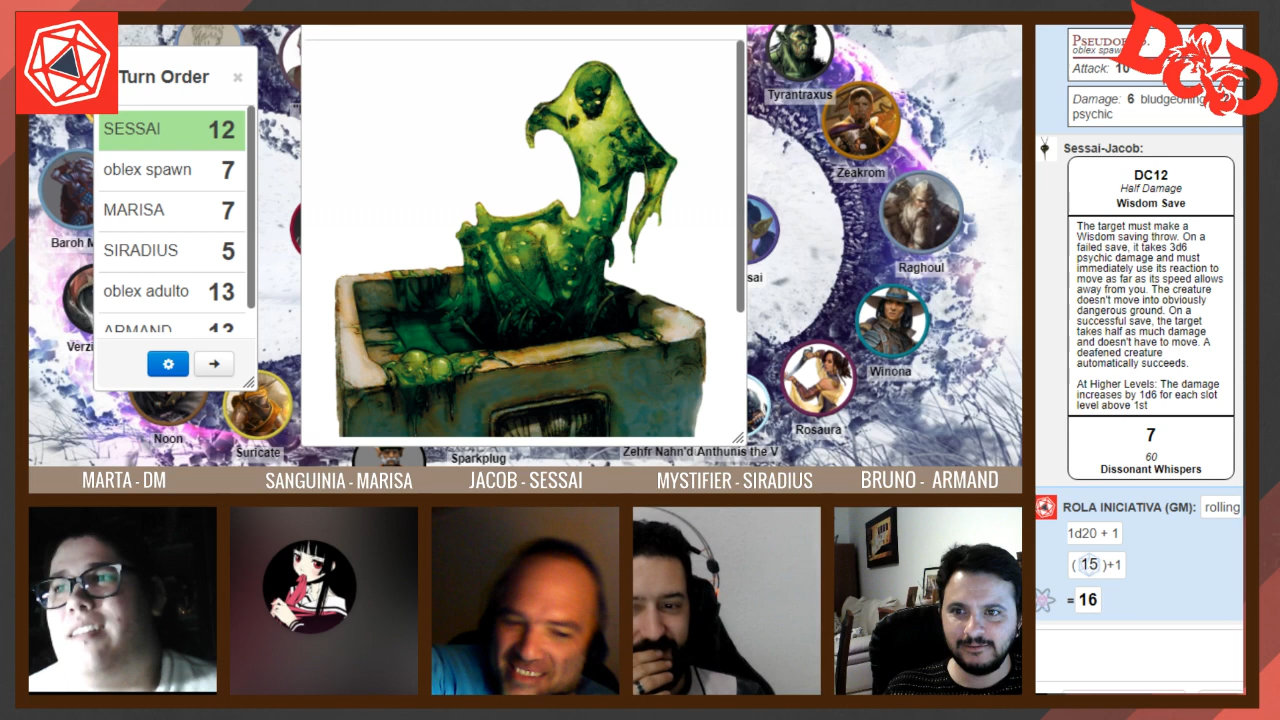 Turn Order ×
SESSAI 12
oblex spawn 7
MARISA 7
SIRADIUS 5
oblex adulto 13
ARMAND 13
Baroh
Verzi
Noon
Suricate
Sparkplug
Zehfr Nahn'd Anthunis the V
Tyrantraxus
Zeakrom
Raghoul
sai
Winona
Rosaura
MARTA - DM
SANGUINIA - MARISA
JACOB - SESSAI
MYSTIFIER - SIRADIUS
BRUNO - ARMAND
oblex
Attack: 10
Damage: 6 bludgeoning
psychic
Sessai-Jacob:
DC12
Half Damage
Wisdom Save
The target must make a
Wisdom saving throw. On a
failed save, it takes 3d6
psychic damage and must
immediately use its reaction to
move as far as its speed allows
away from you. The creature
doesn't move into obviously
dangerous ground. On a
successful save, the target
takes half as much damage
and doesn't have to move. A
deafened creature
automatically succeeds.
At Higher Levels: The damage
increases by 1d6 for each slot
level above 1st
7
60
Dissonant Whispers
ROLA INICIATIVA (GM): rolling
1d20 + 1
(15)+1
= 16